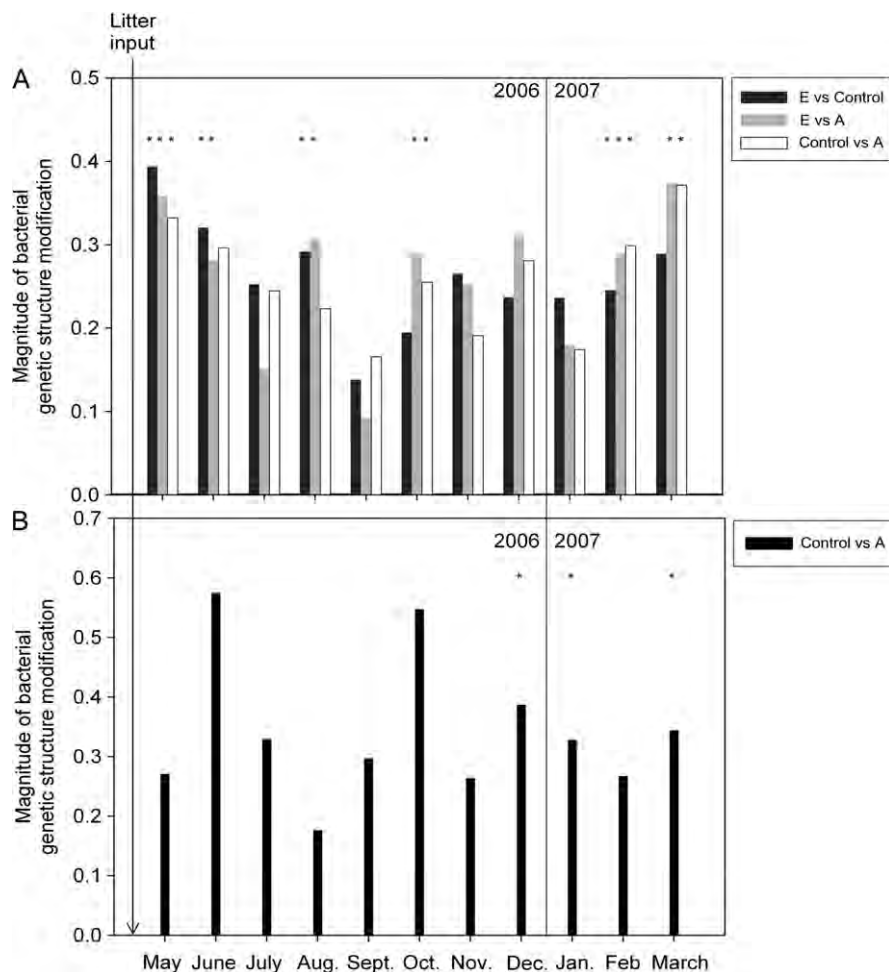 Litter
input
A
Magnitude of bacterial
genetic structure modification
0.5
0.4
0.3
0.2
0.1
0.0
2006
2007
* * *
* *
* *
* *
* * *
* *
E vs Control
E vs A
Control vs A
B
Magnitude of bacterial
genetic structure modification
0.7
0.6
0.5
0.4
0.3
0.2
0.1
0.0
2006
2007
*
*
*
Control vs A
May June July Aug. Sept. Oct. Nov. Dec. Jan. Feb March